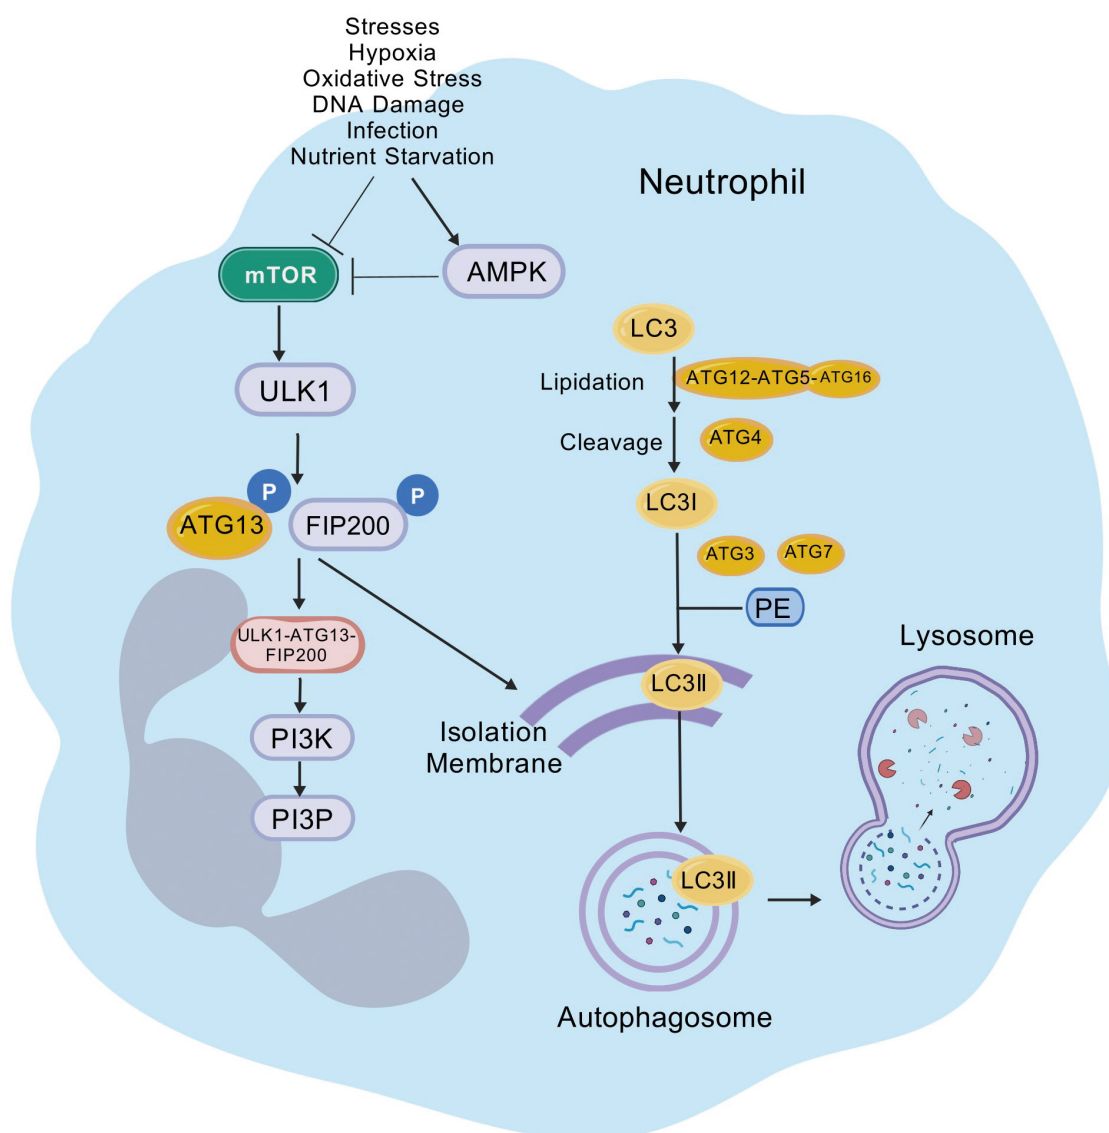 Stresses
Hypoxia
Oxidative Stress
DNA Damage
Infection
Nutrient Starvation
Neutrophil
mTOR
AMPK
ULK1
P
P
ATG13
FIP200
ULK1-ATG13-
FIP200
PI3K
PI3P
LC3
Lipidation
ATG12-ATG5-ATG16
Cleavage
ATG4
LC3I
ATG3
ATG7
PE
LC3II
Isolation
Membrane
LC3II
Autophagosome
Lysosome